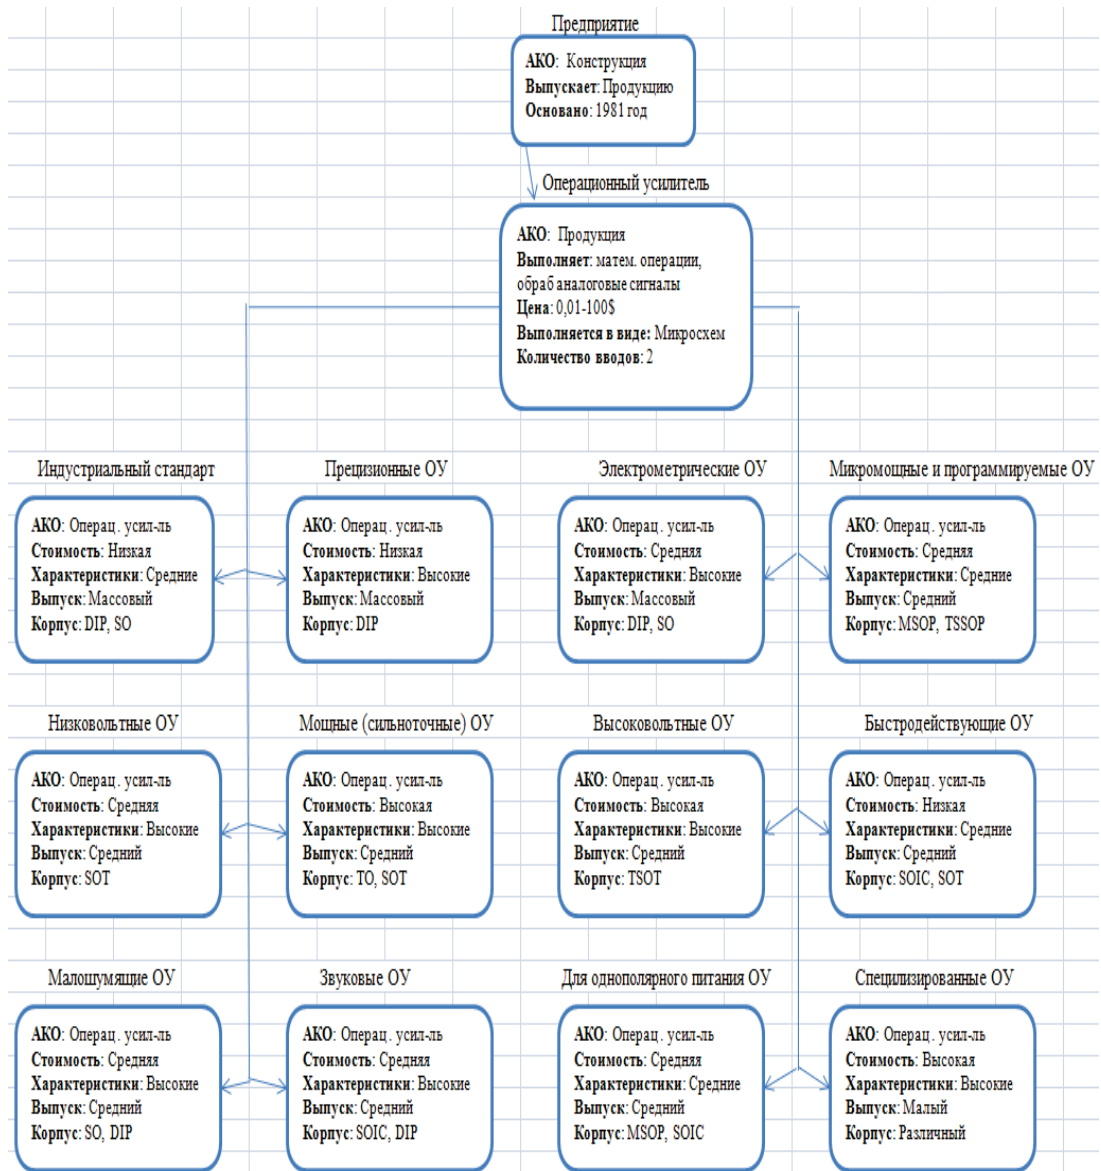 Предприятие
АКО: Конструкция
Выпускает: Продукцию
Основано: 1981 год
Операционный усилитель
АКО: Продукция
Выполняет: матем. операции,
обраб аналоговые сигналы
Цена: 0,01-100$
Выполняется в виде: Микросхем
Количество вводов: 2
Индустриальный стандарт
АКО: Операц. усил-ль
Стоимость: Низкая
Характеристики: Средние
Выпуск: Массовый
Корпус: DIP, SO
Прецизионные ОУ
АКО: Операц. усил-ль
Стоимость: Низкая
Характеристики: Высокие
Выпуск: Массовый
Корпус: DIP
Электрометрические ОУ
АКО: Операц. усил-ль
Стоимость: Средняя
Характеристики: Высокие
Выпуск: Массовый
Корпус: DIP, SO
Микромощные и программируемые ОУ
АКО: Операц. усил-ль
Стоимость: Средняя
Характеристики: Средние
Выпуск: Средний
Корпус: MSOP, TSSOP
Низковольтные ОУ
АКО: Операц. усил-ль
Стоимость: Средняя
Характеристики: Высокие
Выпуск: Средний
Корпус: SOT
Мощные (сильноточные) ОУ
АКО: Операц. усил-ль
Стоимость: Высокая
Характеристики: Высокие
Выпуск: Средний
Корпус: TO, SOT
Высоковольтные ОУ
АКО: Операц. усил-ль
Стоимость: Высокая
Характеристики: Высокие
Выпуск: Средний
Корпус: TSOT
Быстродействующие ОУ
АКО: Операц. усил-ль
Стоимость: Низкая
Характеристики: Средние
Выпуск: Средний
Корпус: SOIC, SOT
Малошумящие ОУ
АКО: Операц. усил-ль
Стоимость: Средняя
Характеристики: Высокие
Выпуск: Средний
Корпус: SO, DIP
Звуковые ОУ
АКО: Операц. усил-ль
Стоимость: Средняя
Характеристики: Высокие
Выпуск: Средний
Корпус: SOIC, DIP
Для однополярного питания ОУ
АКО: Операц. усил-ль
Стоимость: Средняя
Характеристики: Средние
Выпуск: Средний
Корпус: MSOP, SOIC
Специлизированные ОУ
АКО: Операц. усил-ль
Стоимость: Высокая
Характеристики: Высокие
Выпуск: Малый
Корпус: Различный